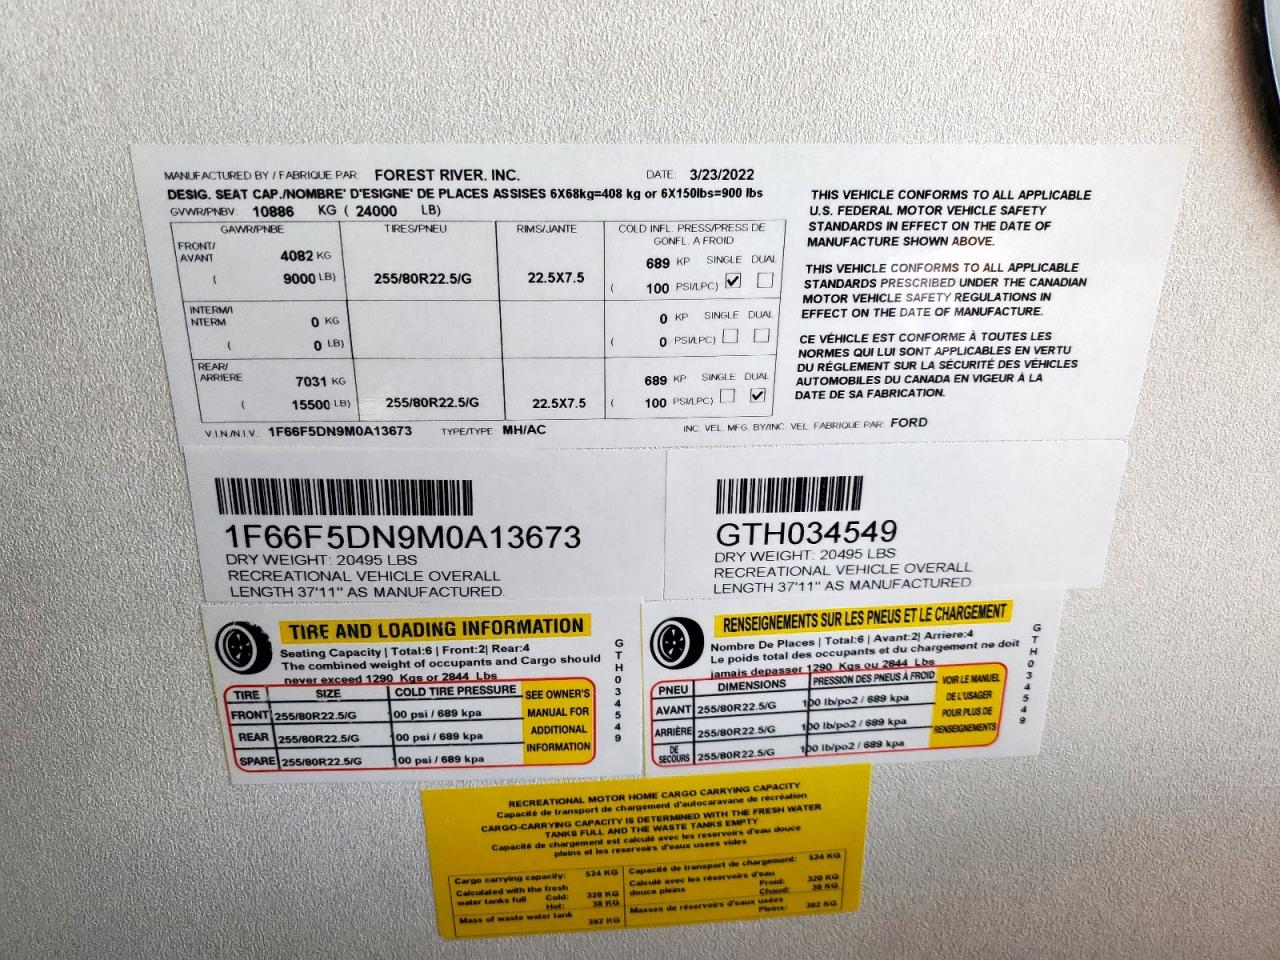 MANUFACTURED BY / FABRIQUE PAR: FOREST RIVER, INC. DATE: 3/23/2022
DESIG. SEAT CAP./NOMBRE' D'ESIGNE' DE PLACES ASSISES 6X68kg=408 kg or 6X150lbs=900 lbs
GVWR/PNBV: 10886 KG ( 24000 LB)
GAWR/PNBE TIRES/PNEU RIMS/JANTE COLD INFL. PRESS/PRESS DE
GONFL. A FROID
FRONT/
AVANT 4082 KG 689 KP SINGLE DUAL
( 9000 LB) 255/80R22.5/G 22.5X7.5 ( 100 PSI/LPC)
INTERM/I
NTERM 0 KG 0 KP SINGLE DUAL
( 0 LB) ( 0 PSI/LPC)
REAR/
ARRIERE 7031 KG 689 KP SINGLE DUAL
( 15500 LB) 255/80R22.5/G 22.5X7.5 ( 100 PSI/LPC)
V.I.N./N.I.V.: 1F66F5DN9M0A13673 TYPE/TYPE MH/AC INC. VEL. MFG. BY/INC. VEL. FABRIQUE PAR: FORD
THIS VEHICLE CONFORMS TO ALL APPLICABLE
U.S. FEDERAL MOTOR VEHICLE SAFETY
STANDARDS IN EFFECT ON THE DATE OF
MANUFACTURE SHOWN ABOVE.
THIS VEHICLE CONFORMS TO ALL APPLICABLE
STANDARDS PRESCRIBED UNDER THE CANADIAN
MOTOR VEHICLE SAFETY REGULATIONS IN
EFFECT ON THE DATE OF MANUFACTURE.
CE VÉHICLE EST CONFORME À TOUTES LES
NORMES QUI LUI SONT APPLICABLES EN VERTU
DU RÉGLEMENT SUR LA SÉCURITÉ DES VÉHICLES
AUTOMOBILES DU CANADA EN VIGEUR À LA
DATE DE SA FABRICATION.
1F66F5DN9M0A13673
DRY WEIGHT: 20495 LBS
RECREATIONAL VEHICLE OVERALL
LENGTH 37'11" AS MANUFACTURED.
GTH034549
DRY WEIGHT: 20495 LBS
RECREATIONAL VEHICLE OVERALL
LENGTH 37'11" AS MANUFACTURED
TIRE AND LOADING INFORMATION
Seating Capacity | Total:6 | Front:2| Rear:4
The combined weight of occupants and Cargo should
never exceed 1290 Kgs or 2844 Lbs
TIRE SIZE COLD TIRE PRESSURE
FRONT 255/80R22.5/G 00 psi / 689 kpa
REAR 255/80R22.5/G 00 psi / 689 kpa
SPARE 255/80R22.5/G 00 psi / 689 kpa
SEE OWNER'S
MANUAL FOR
ADDITIONAL
INFORMATION
GTH034549
RENSEIGNEMENTS SUR LES PNEUS ET LE CHARGEMENT
Nombre De Places | Total:6 | Avant:2| Arriere:4
Le poids total des occupants et du chargement ne doit
jamais depasser 1290 Kgs ou 2844 Lbs
PNEU DIMENSIONS PRESSION DES PNEUS À FROID
AVANT 255/80R22.5/G 100 lb/po2 / 689 kpa
ARRIÈRE 255/80R22.5/G 100 lb/po2 / 689 kpa
DE
SECOURS 255/80R22.5/G 100 lb/po2 / 689 kpa
VOIR LE MANUEL
DE L'USAGER
POUR PLUS DE
RENSEIGNEMENTS
GTH034549
RECREATIONAL MOTOR HOME CARGO CARRYING CAPACITY
Capacité de transport de chargement d'autocaravane de récréation
CARGO-CARRYING CAPACITY IS DETERMINED WITH THE FRESH WATER
TANKS FULL AND THE WASTE TANKS EMPTY
Capacité de chargement est calculé avec les reservoirs d'eau douce
pleins et les reservoirs d'eaux usees vides
Cargo carrying capacity: 524 KG
Calculated with the fresh
water tanks full Cold: 320 KG
Hot: 38 KG
Mass of waste water tank 392 KG
Capacité de transport de chargement: 524 KG
Calculé avec les réservoirs d'eau
douce pleins Froid: 320 KG
Chaud: 38 KG
Masses de réservoirs d'eaux usées
Pleins: 392 KG